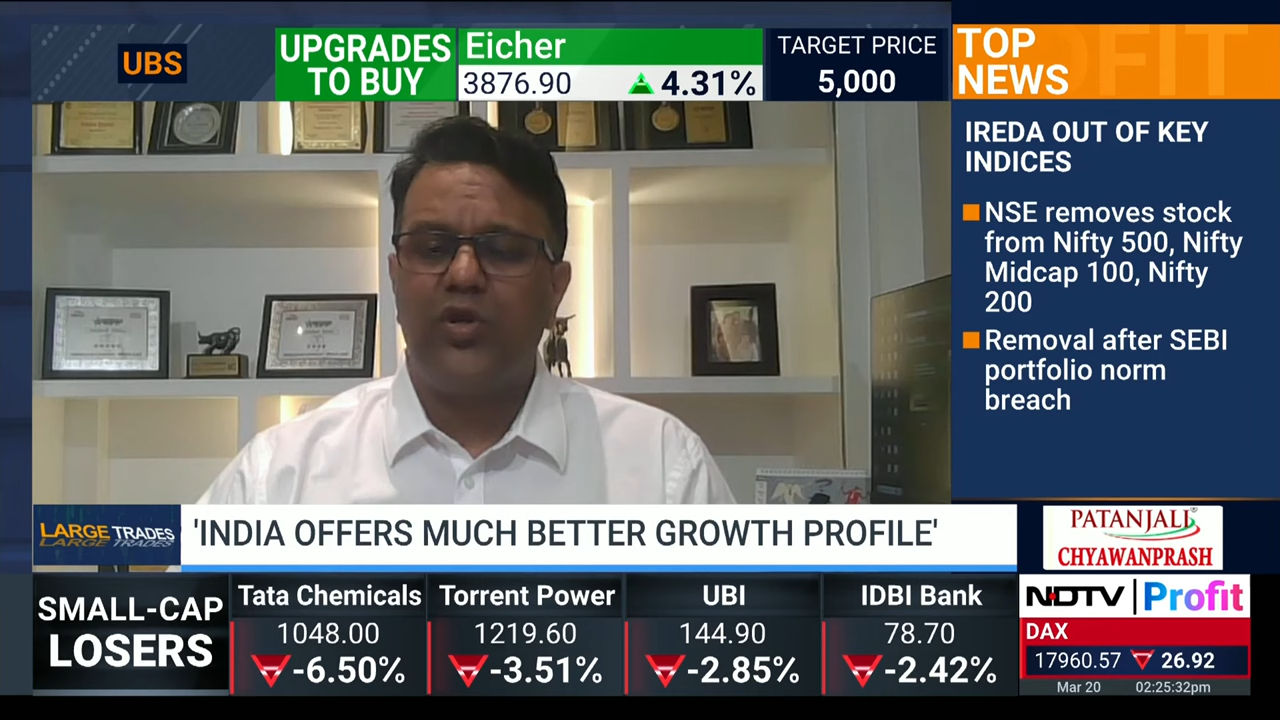 UBS
UPGRADES
TO BUY
Eicher
3876.90 4.31%
TARGET PRICE
5,000
TOP
NEWS
IREDA OUT OF KEY
INDICES
NSE removes stock
from Nifty 500, Nifty
Midcap 100, Nifty
200
Removal after SEBI
portfolio norm
breach
LARGE TRADES
'INDIA OFFERS MUCH BETTER GROWTH PROFILE'
PATANJALI
CHYAWANPRASH
SMALL-CAP
LOSERS
Tata Chemicals
1048.00
-6.50%
Torrent Power
1219.60
-3.51%
UBI
144.90
-2.85%
IDBI Bank
78.70
-2.42%
NDTV Profit
DAX
17960.57 26.92
Mar 20 02:25:32pm